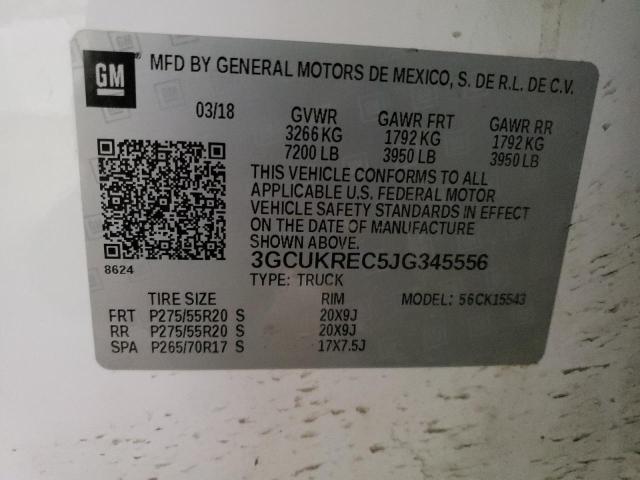 GM
MFD BY GENERAL MOTORS DE MEXICO, S. DE R.L. DE C.V.
03/18 GVWR GAWR FRT GAWR RR
3266 KG 1792 KG 1792 KG
7200 LB 3950 LB 3950 LB
THIS VEHICLE CONFORMS TO ALL
APPLICABLE U.S. FEDERAL MOTOR
VEHICLE SAFETY STANDARDS IN EFFECT
ON THE DATE OF MANUFACTURE
SHOWN ABOVE.
8624
3GCUKREC5JG345556
TYPE: TRUCK
TIRE SIZE RIM MODEL: 56CK15543
FRT P275/55R20 S 20X9J
RR P275/55R20 S 20X9J
SPA P265/70R17 S 17X7.5J